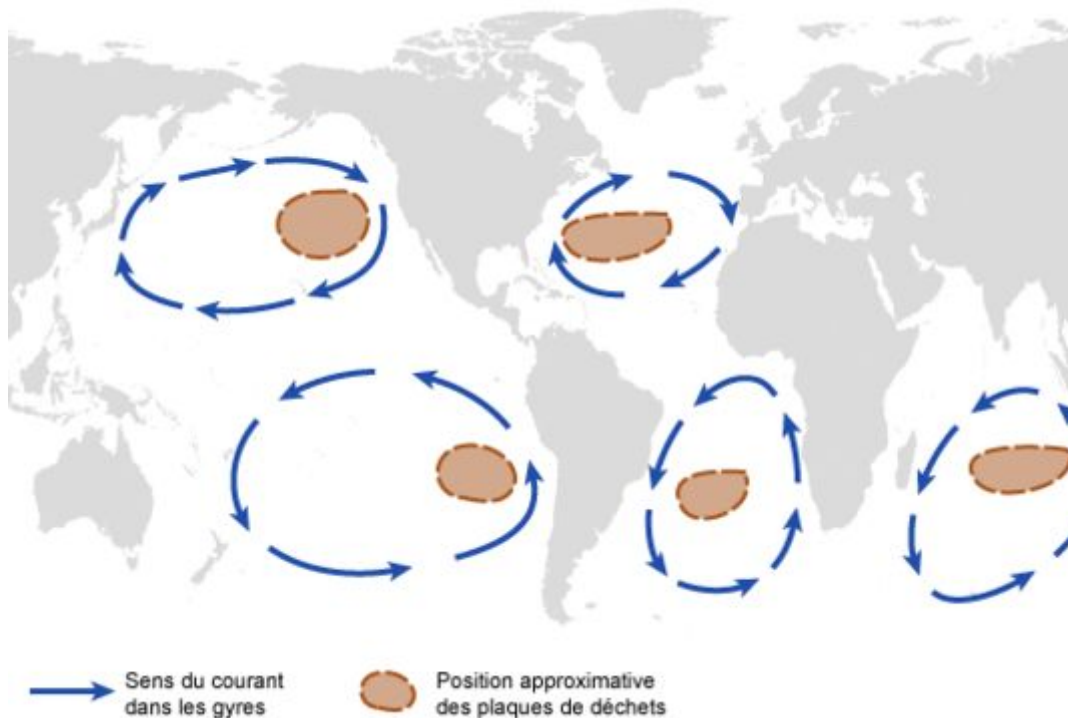 Sens du courant
dans les gyres
Position approximative
des plaques de déchets